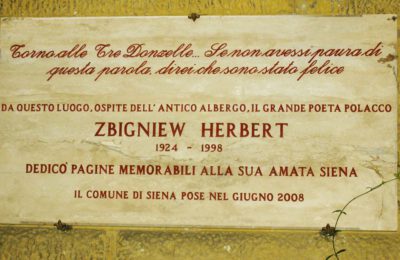 Torno alle Tre Donzelle... Se non avessi paura di
questa parola, direi che sono stato felice
DA QUESTO LUOGO, OSPITE DELL' ANTICO ALBERGO, IL GRANDE POETA POLACCO
ZBIGNIEW HERBERT
1924 - 1998
DEDICO' PAGINE MEMORABILI ALLA SUA AMATA SIENA
IL COMUNE DI SIENA POSE NEL GIUGNO 2008